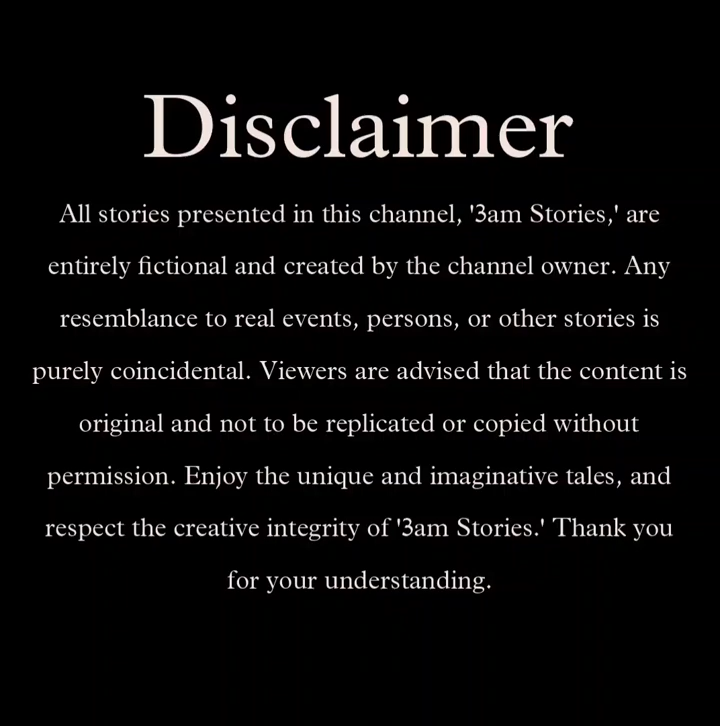 Disclaimer
All stories presented in this channel, '3am Stories,' are
entirely fictional and created by the channel owner. Any
resemblance to real events, persons, or other stories is
purely coincidental. Viewers are advised that the content is
original and not to be replicated or copied without
permission. Enjoy the unique and imaginative tales, and
respect the creative integrity of '3am Stories.' Thank you
for your understanding.